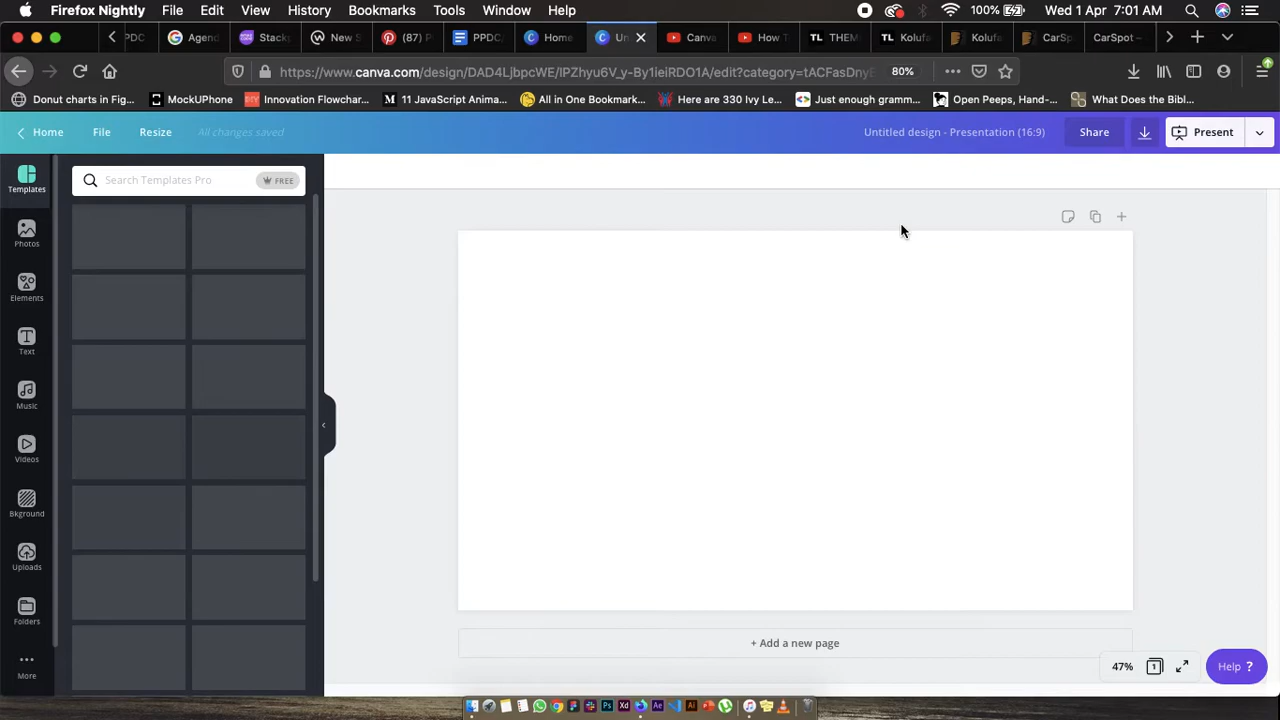 Firefox Nightly File Edit View History Bookmarks Tools Window Help 100% Wed 1 Apr 7:01 AM
PDC Agend Stack New S (87) P PPDC, Home Un Canva How T THEM Kolufa Kolufa CarSp CarSpot –
https://www.canva.com/design/DAD4LjbpcWE/IPZhyu6V_y-By1ieiRDO1A/edit?category=tACFasDnyE 80%
Donut charts in Fig... MockUPhone Innovation Flowchar... 11 JavaScript Anima... All in One Bookmark... Here are 330 Ivy Le... Just enough gramm... Open Peeps, Hand-... What Does the Bibl...
Home File Resize All changes saved Untitled design - Presentation (16:9) Share Present
Templates
Search Templates Pro FREE
Photos
Elements
Text
Music
Videos
Bkground
Uploads
Folders
More
+ Add a new page
47% 1 Help ?